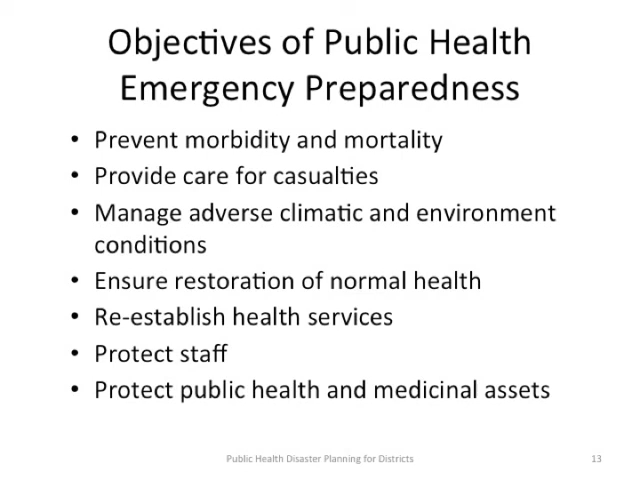 Objectives of Public Health
Emergency Preparedness
• Prevent morbidity and mortality
• Provide care for casualties
• Manage adverse climatic and environment
conditions
• Ensure restoration of normal health
• Re-establish health services
• Protect staff
• Protect public health and medicinal assets
Public Health Disaster Planning for Districts 13